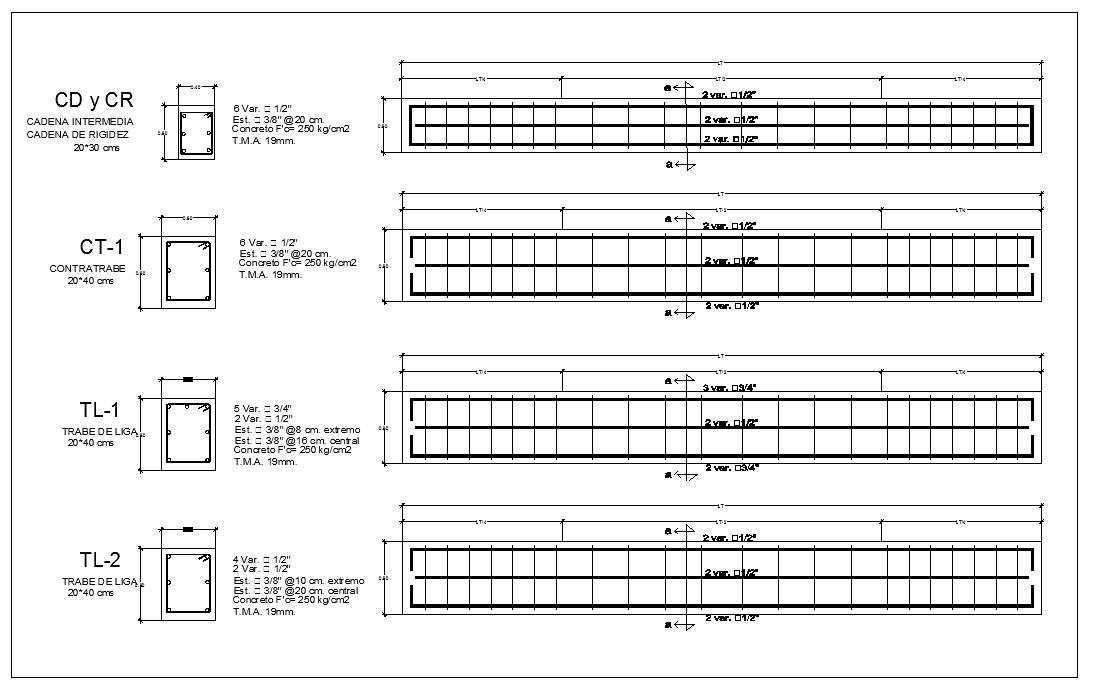 CD y CR
CADENA INTERMEDIA
CADENA DE RIGIDEZ
20*30 cms
6 Var. □ 1/2"
Est. □ 3/8" @20 cm.
Concreto F'c= 250 kg/cm2
T.M.A. 19mm.
LT
a
2 var. □1/2"
2 var. □1/2"
2 var. □1/2"
a
CT-1
CONTRATRABE
20*40 cms
6 Var. □ 1/2"
Est. □ 3/8" @20 cm.
Concreto F'c= 250 kg/cm2
T.M.A. 19mm.
LT
a
2 var. □1/2"
2 var. □1/2"
2 var. □1/2"
a
TL-1
TRABE DE LIGA
20*40 cms
5 Var. □ 3/4"
2 Var. □ 1/2"
Est. □ 3/8" @8 cm. extremo
Est. □ 3/8" @16 cm. central
Concreto F'c= 250 kg/cm2
T.M.A. 19mm.
LT
a
3 var. □3/4"
2 var. □1/2"
2 var. □3/4"
a
TL-2
TRABE DE LIGA
20*40 cms
4 Var. □ 1/2"
2 Var. □ 1/2"
Est. □ 3/8" @10 cm. extremo
Est. □ 3/8" @20 cm. central
Concreto F'c= 250 kg/cm2
T.M.A. 19mm.
LT
a
2 var. □1/2"
2 var. □1/2"
2 var. □1/2"
a